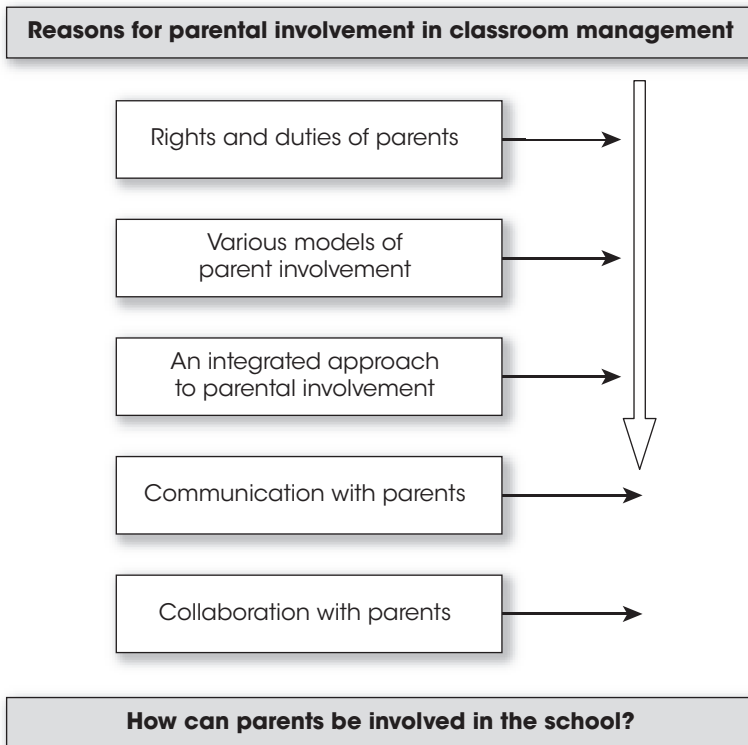 Reasons for parental involvement in classroom management
Rights and duties of parents
Various models of
parent involvement
An integrated approach
to parental involvement
Communication with parents
Collaboration with parents
How can parents be involved in the school?